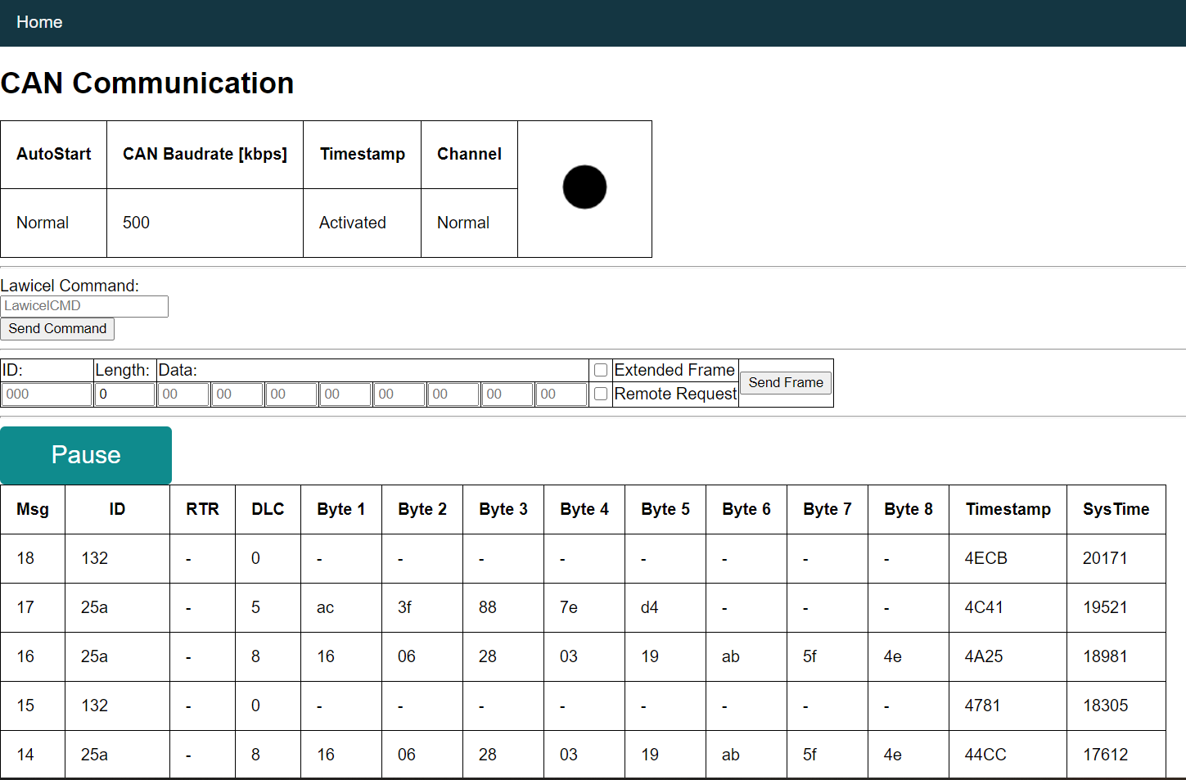 Home
CAN Communication
AutoStart CAN Baudrate [kbps] Timestamp Channel
Normal 500 Activated Normal
Lawicel Command:
LawicelCMD
Send Command
ID: Length: Data: Extended Frame
000 0 00 00 00 00 00 00 00 00 Remote Request
Send Frame
Pause
Msg ID RTR DLC Byte 1 Byte 2 Byte 3 Byte 4 Byte 5 Byte 6 Byte 7 Byte 8 Timestamp SysTime
18 132 - 0 - - - - - - - - 4ECB 20171
17 25a - 5 ac 3f 88 7e d4 - - - 4C41 19521
16 25a - 8 16 06 28 03 19 ab 5f 4e 4A25 18981
15 132 - 0 - - - - - - - - 4781 18305
14 25a - 8 16 06 28 03 19 ab 5f 4e 44CC 17612